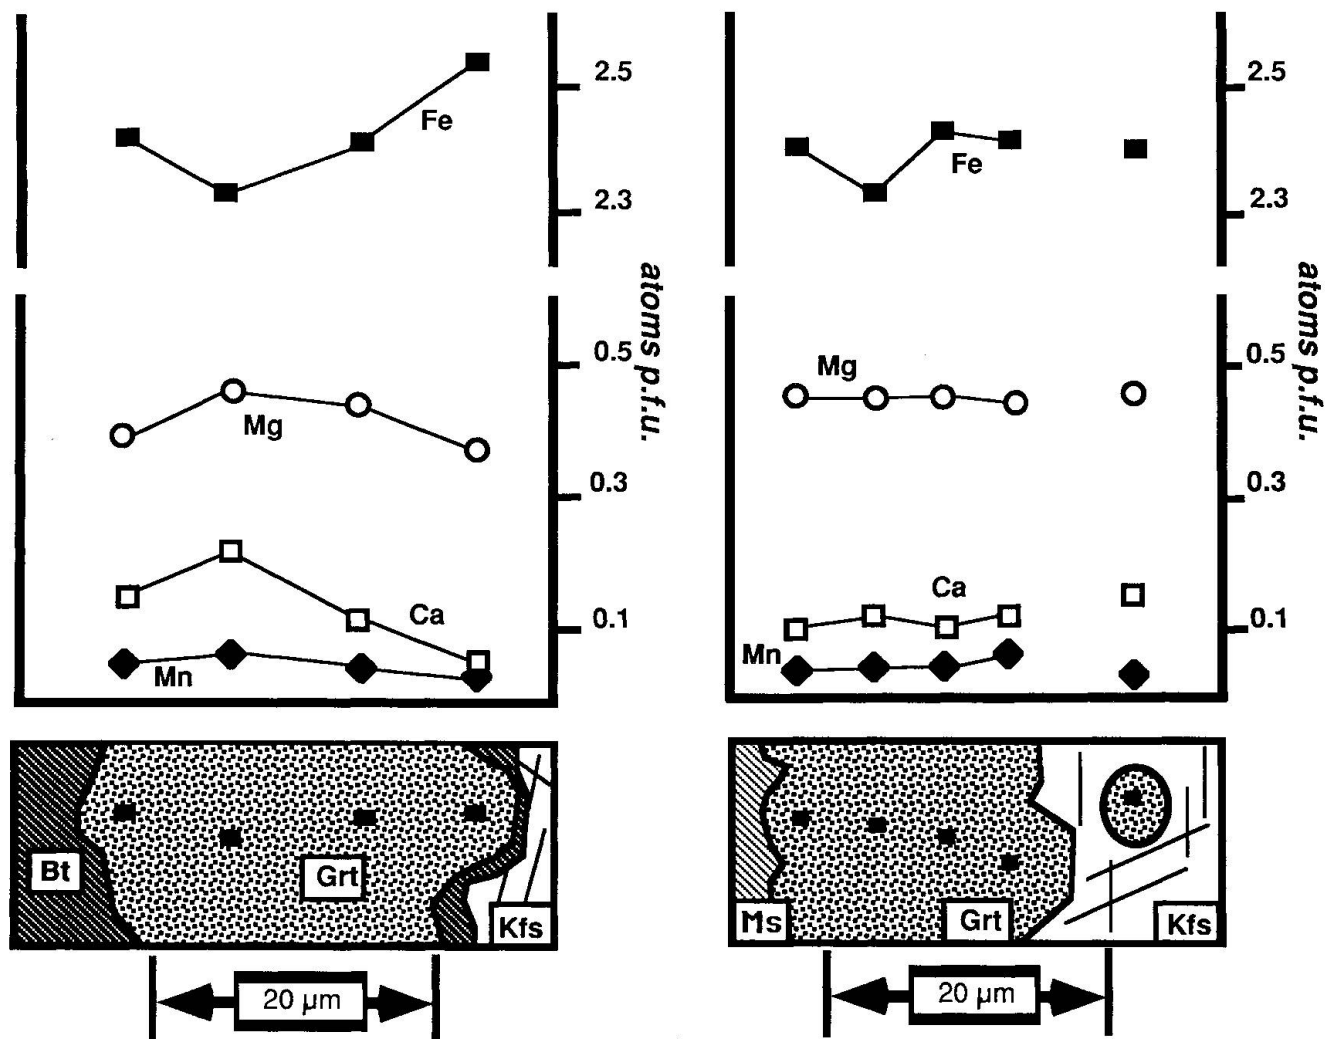 2.5
Fe
2.3
atoms p.f.u.
0.5
Mg
0.3
Ca
0.1
Mn
Bt
Grt
Kfs
20 µm
2.5
Fe
2.3
atoms p.f.u.
0.5
Mg
0.3
Ca
0.1
Mn
Ms
Grt
Kfs
20 µm